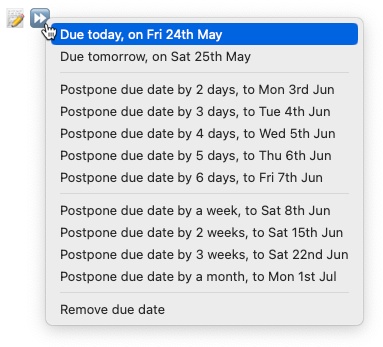 Due today, on Fri 24th May
Due tomorrow, on Sat 25th May
Postpone due date by 2 days, to Mon 3rd Jun
Postpone due date by 3 days, to Tue 4th Jun
Postpone due date by 4 days, to Wed 5th Jun
Postpone due date by 5 days, to Thu 6th Jun
Postpone due date by 6 days, to Fri 7th Jun
Postpone due date by a week, to Sat 8th Jun
Postpone due date by 2 weeks, to Sat 15th Jun
Postpone due date by 3 weeks, to Sat 22nd Jun
Postpone due date by a month, to Mon 1st Jul
Remove due date